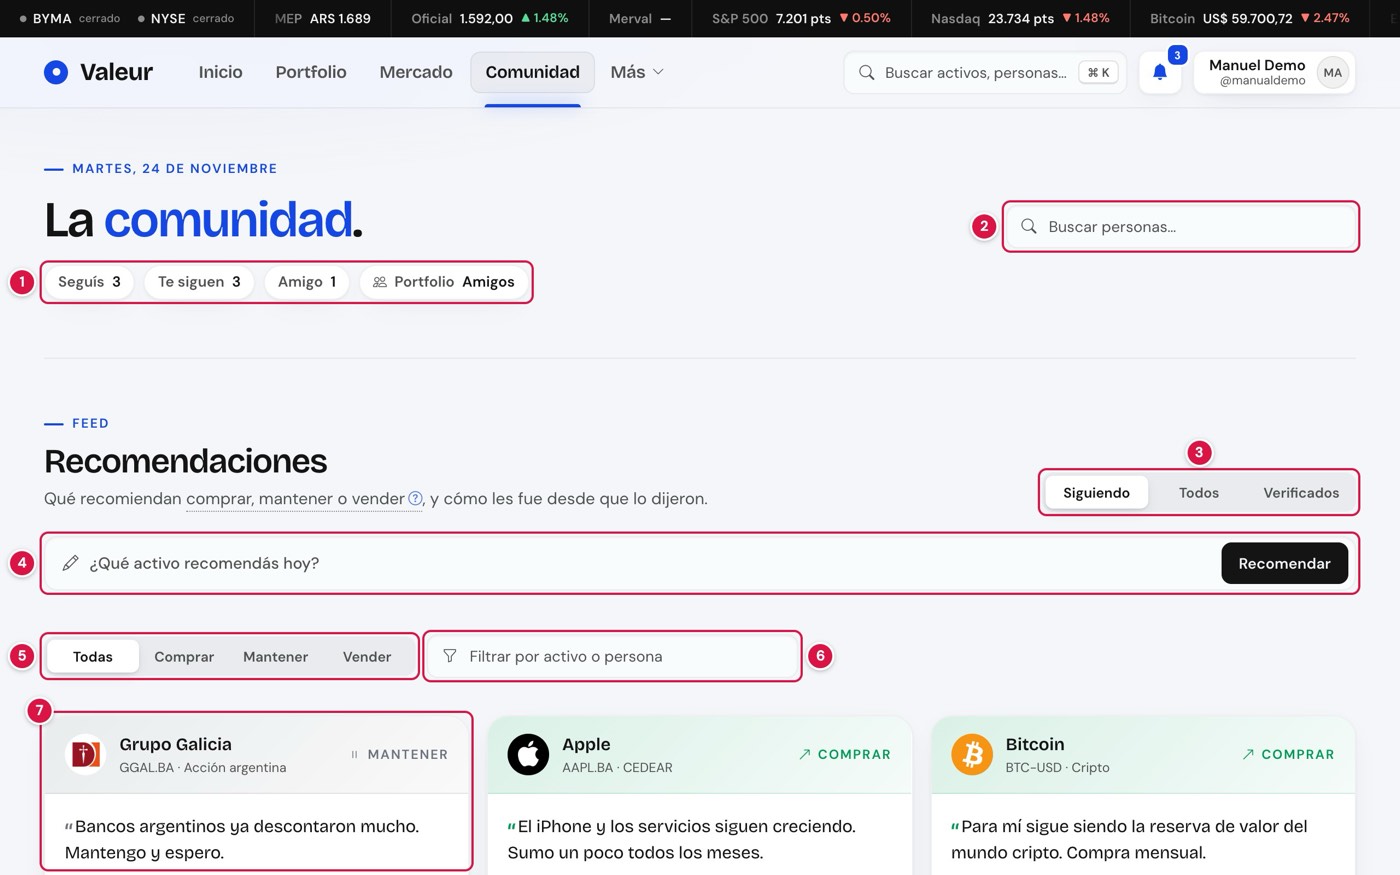 BYMA cerrado NYSE cerrado MEP ARS 1.689 Oficial 1.592,00 ▲ 1.48% Merval — S&P 500 7.201 pts ▼ 0.50% Nasdaq 23.734 pts ▼ 1.48% Bitcoin US$ 59.700,72 ▼ 2.47%
Valeur Inicio Portfolio Mercado Comunidad Más Buscar activos, personas... ⌘ K 3 Manuel Demo MA
@manualdemo
MARTES, 24 DE NOVIEMBRE
La comunidad.
2 Buscar personas...
1 Seguís 3 Te siguen 3 Amigo 1 Portfolio Amigos
FEED
Recomendaciones
3
Qué recomiendan comprar, mantener o vender ?, y cómo les fue desde que lo dijeron.
Siguiendo Todos Verificados
4 ¿Qué activo recomendás hoy? Recomendar
5 Todas Comprar Mantener Vender Filtrar por activo o persona 6
7
Grupo Galicia MANTENER
GGAL.BA · Acción argentina
“Bancos argentinos ya descontaron mucho.
Mantengo y espero.
Apple COMPRAR
AAPL.BA · CEDEAR
“El iPhone y los servicios siguen creciendo.
Sumo un poco todos los meses.
Bitcoin COMPRAR
BTC-USD · Cripto
“Para mí sigue siendo la reserva de valor del
mundo cripto. Compra mensual.